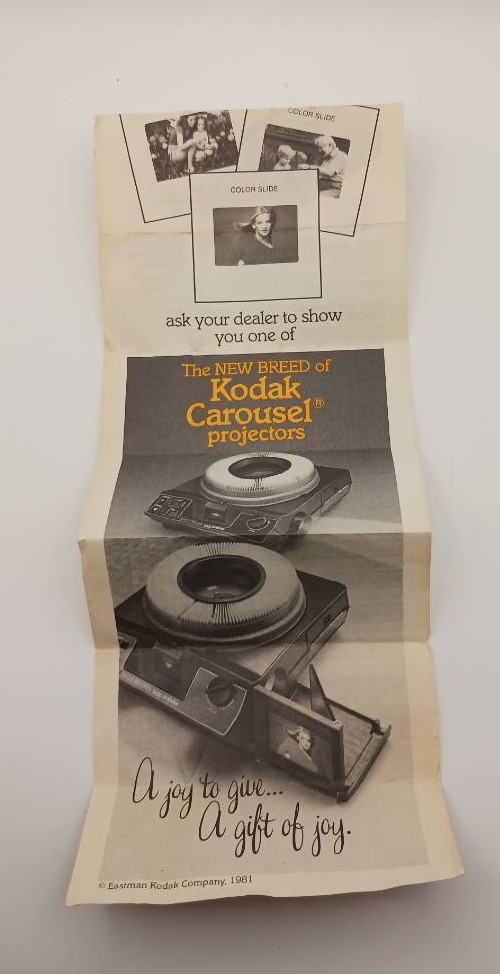 COLOR SLIDE
COLOR SLIDE
ask your dealer to show
you one of
The NEW BREED of
Kodak
Carousel®
projectors
A joy to give...
A gift of joy.
© Eastman Kodak Company, 1981